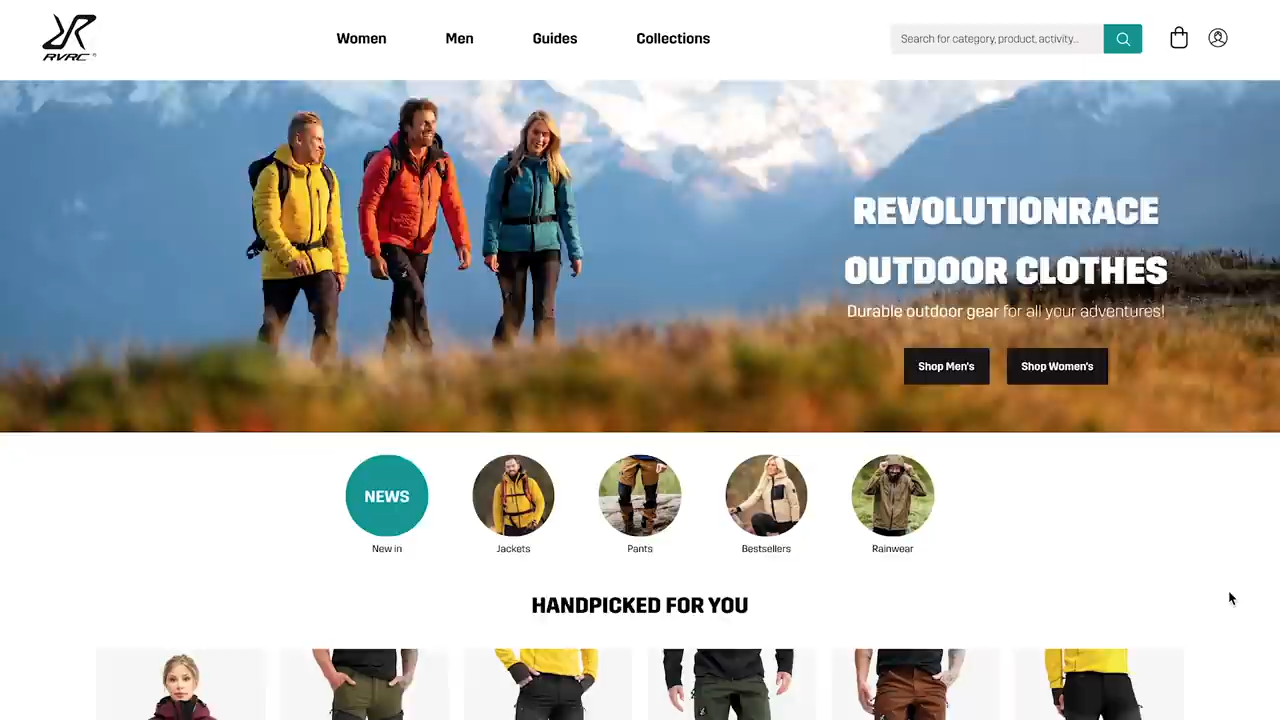 RVRC
Women
Men
Guides
Collections
Search for category, product, activity...
REVOLUTIONRACE
OUTDOOR CLOTHES
Durable outdoor gear for all your adventures!
Shop Men's
Shop Women's
NEWS
New in
Jackets
Pants
Bestsellers
Rainwear
HANDPICKED FOR YOU